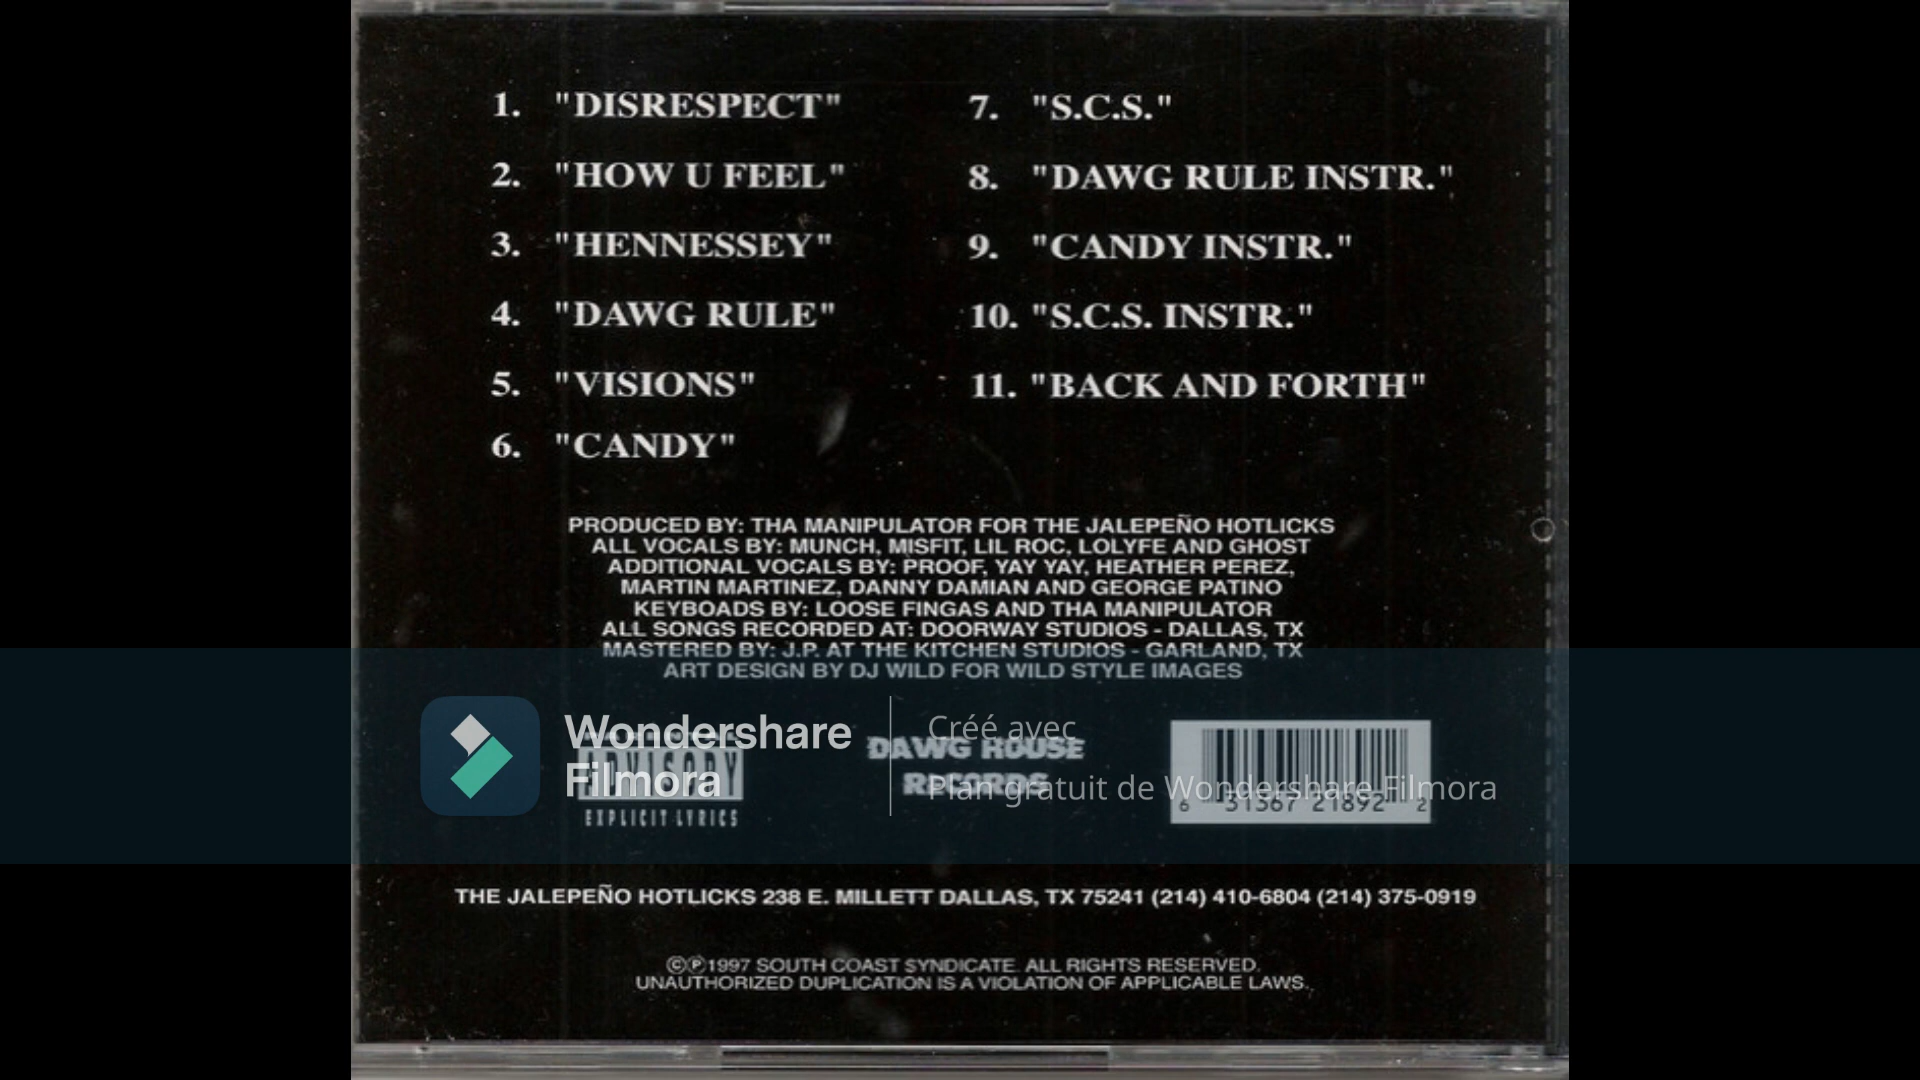 1. "DISRESPECT"
2. "HOW U FEEL"
3. "HENNESSEY"
4. "DAWG RULE"
5. "VISIONS"
6. "CANDY"
7. "S.C.S."
8. "DAWG RULE INSTR."
9. "CANDY INSTR."
10. "S.C.S. INSTR."
11. "BACK AND FORTH"
PRODUCED BY: THA MANIPULATOR FOR THE JALEPEÑO HOTLICKS
ALL VOCALS BY: MUNCH, MISFIT, LIL ROC, LOLYFE AND GHOST
ADDITIONAL VOCALS BY: PROOF, YAY YAY, HEATHER PEREZ,
MARTIN MARTINEZ, DANNY DAMIAN AND GEORGE PATINO
KEYBOADS BY: LOOSE FINGAS AND THA MANIPULATOR
ALL SONGS RECORDED AT: DOORWAY STUDIOS - DALLAS, TX
MASTERED BY: J.P. AT THE KITCHEN STUDIOS - GARLAND, TX
ART DESIGN BY DJ WILD FOR WILD STYLE IMAGES
Wondershare
Filmora
Créé avec
Plan gratuit de Wondershare Filmora
ADVISORY
EXPLICIT LYRICS
DAWG HOUSE
RECORDS
6 51567 21892 2
THE JALEPEÑO HOTLICKS 238 E. MILLETT DALLAS, TX 75241 (214) 410-6804 (214) 375-0919
©℗1997 SOUTH COAST SYNDICATE. ALL RIGHTS RESERVED.
UNAUTHORIZED DUPLICATION IS A VIOLATION OF APPLICABLE LAWS.